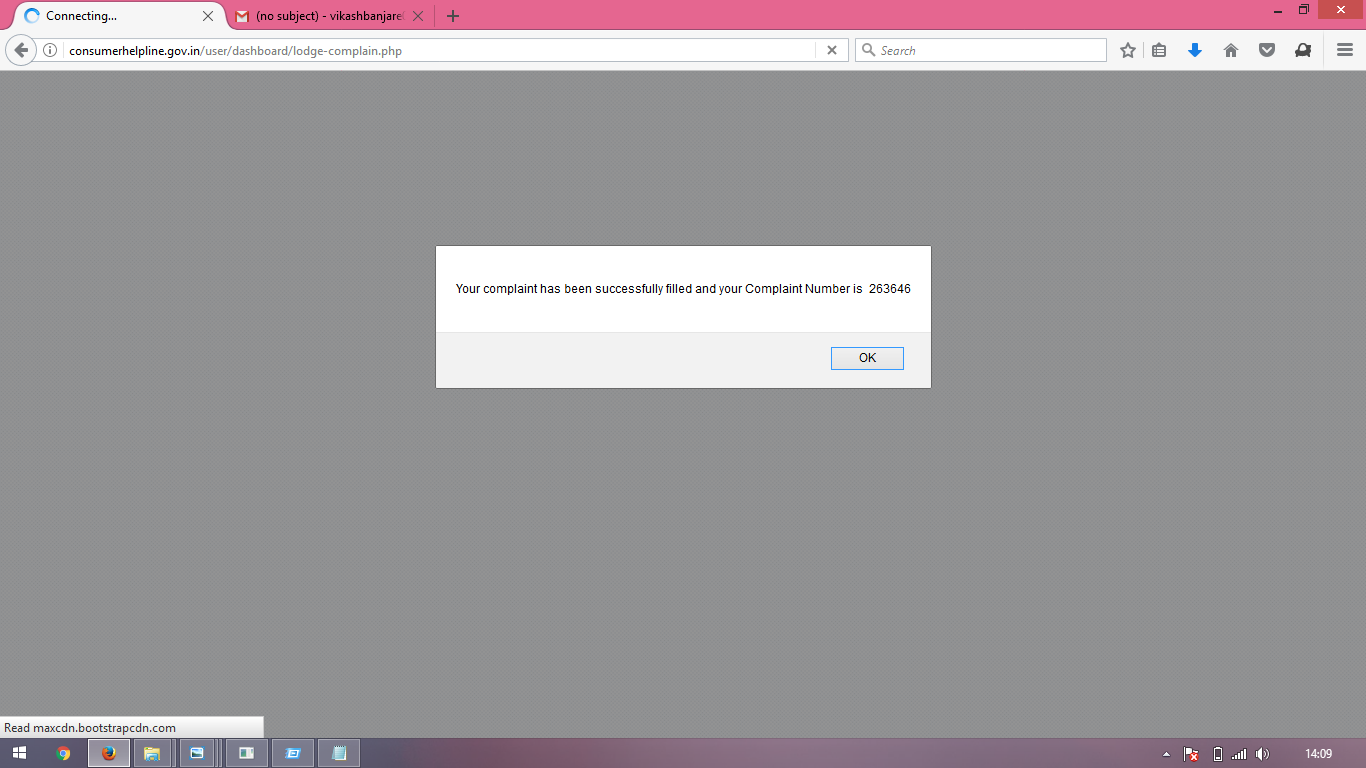 Connecting...
(no subject) - vikashbanjare
consumerhelpline.gov.in/user/dashboard/lodge-complain.php
Search
Your complaint has been successfully filled and your Complaint Number is  263646
OK
Read maxcdn.bootstrapcdn.com
14:09